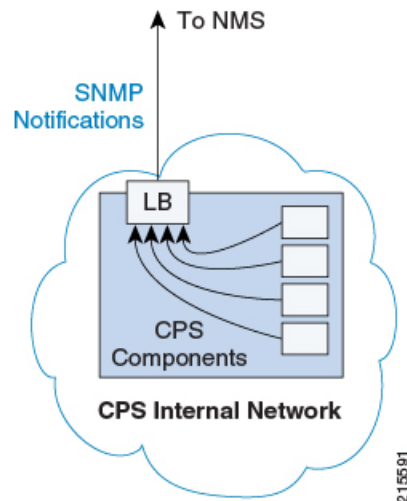 To NMS
SNMP
Notifications
LB
CPS
Components
CPS Internal Network
215591